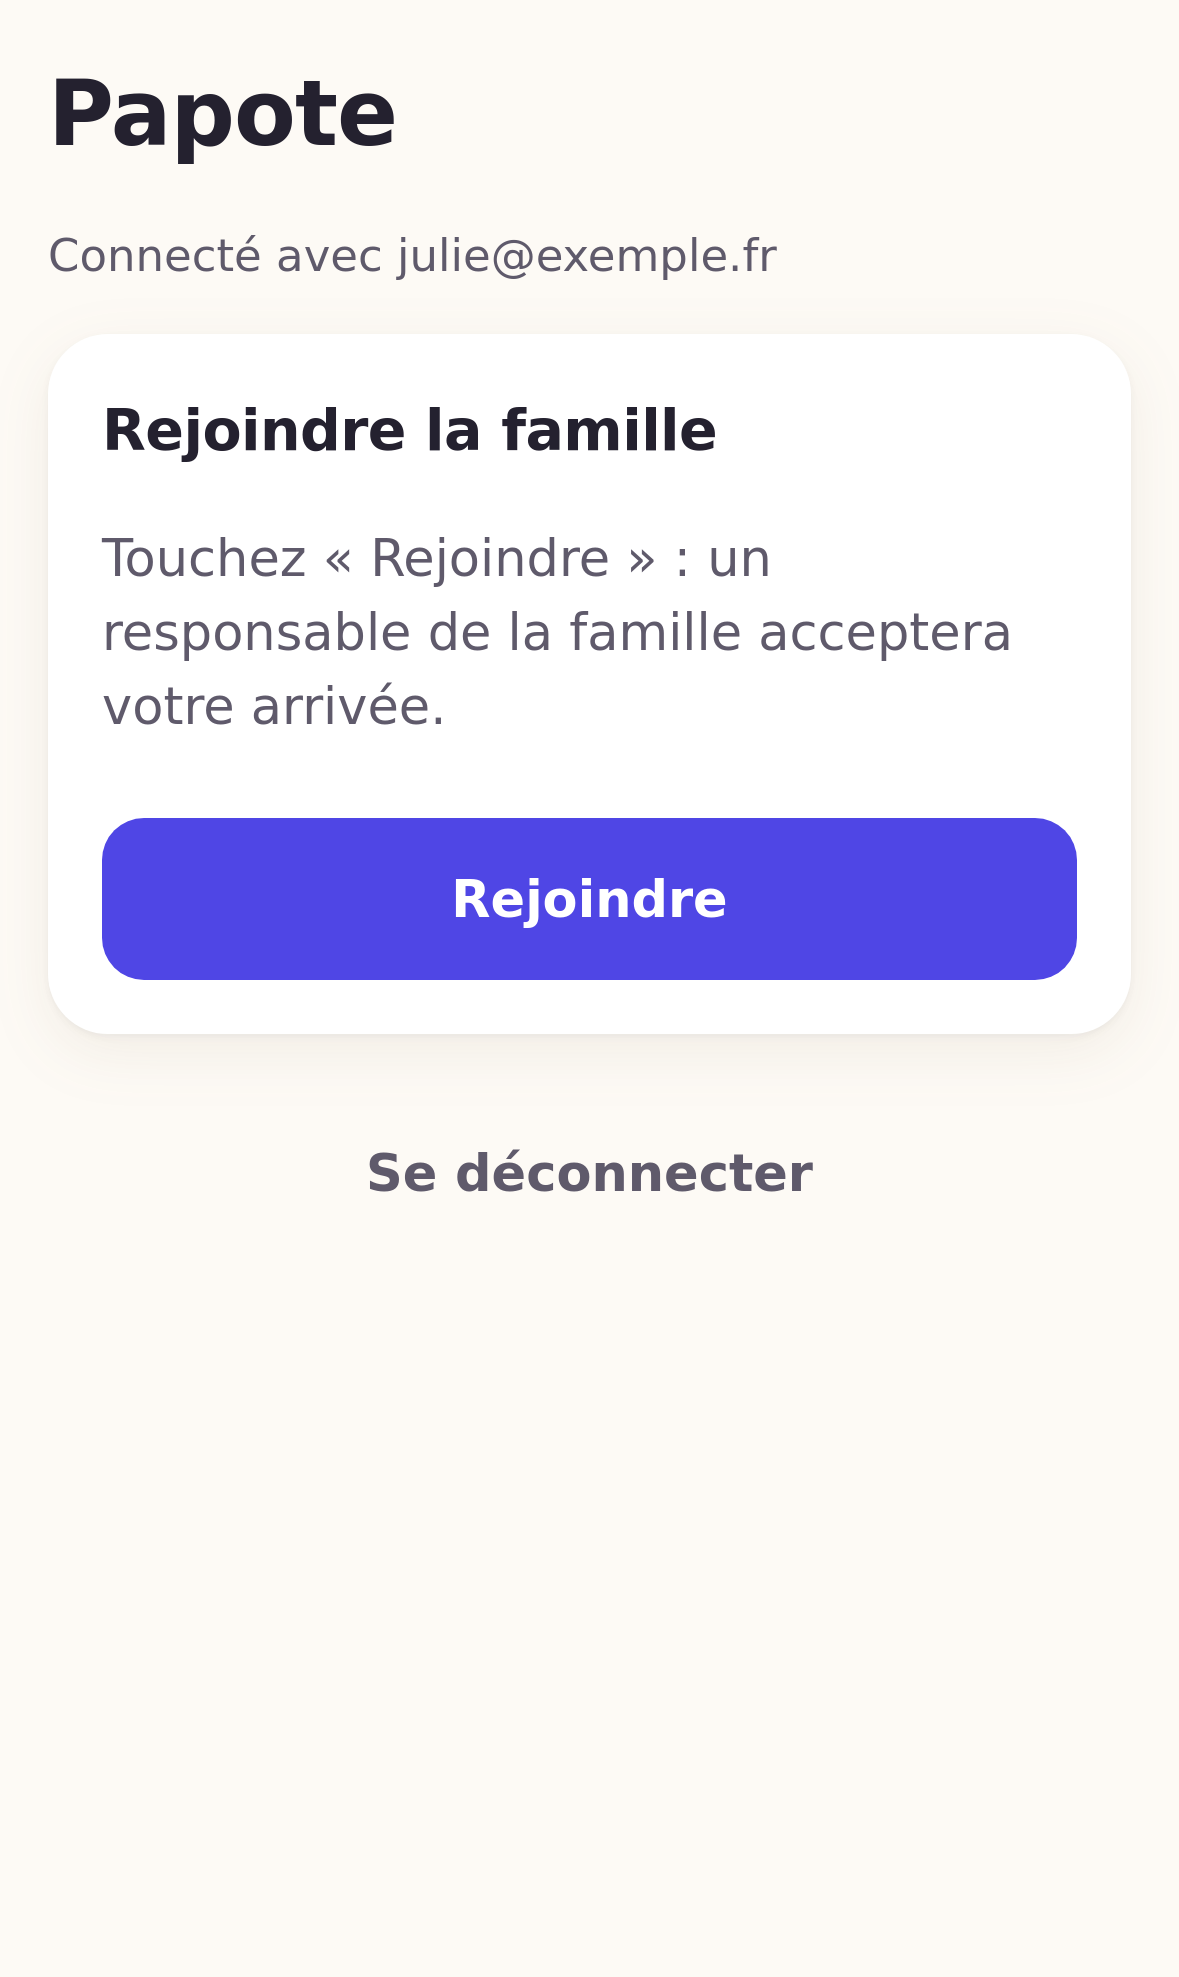 Papote
Connecté avec julie@exemple.fr
Rejoindre la famille
Touchez « Rejoindre » : un
responsable de la famille acceptera
votre arrivée.
Rejoindre
Se déconnecter